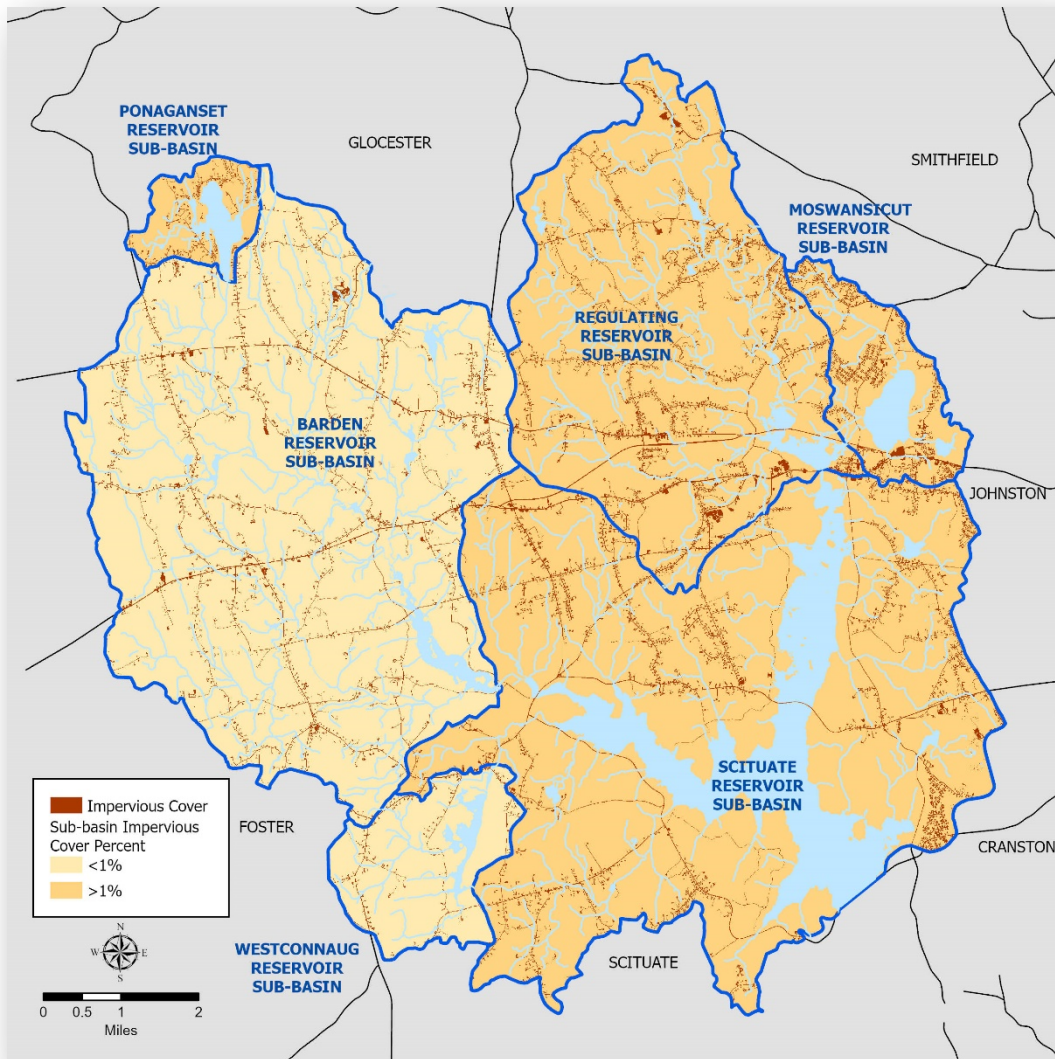 PONAGANSET
RESERVOIR
SUB-BASIN
GLOCESTER
SMITHFIELD
MOSWANSICUT
RESERVOIR
SUB-BASIN
REGULATING
RESERVOIR
SUB-BASIN
BARDEN
RESERVOIR
SUB-BASIN
JOHNSTON
SCITUATE
RESERVOIR
SUB-BASIN
FOSTER
CRANSTON
WESTCONNAUG
RESERVOIR
SUB-BASIN
SCITUATE
Impervious Cover
Sub-basin Impervious
Cover Percent
<1%
>1%
N
W E
S
0 0.5 1 2
Miles